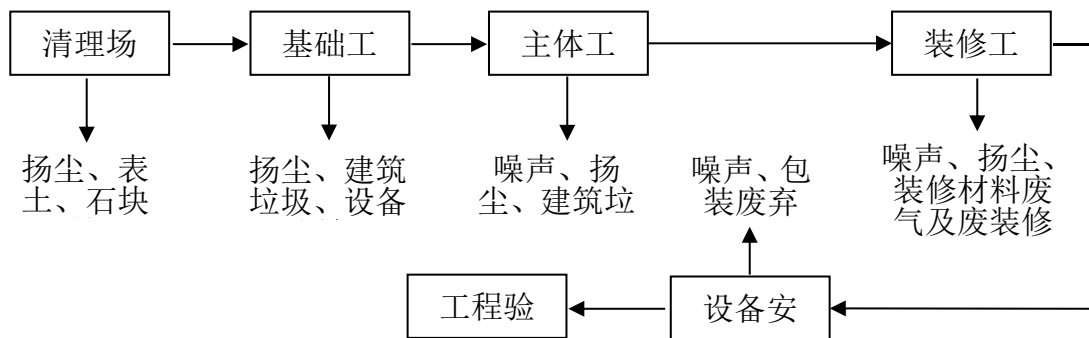 清理场
基础工
主体工
装修工
扬尘、表
土、石块
扬尘、建筑
垃圾、设备
噪声、扬
尘、建筑垃
噪声、包
装废弃
噪声、扬尘、
装修材料废
气及废装修
工程验
设备安